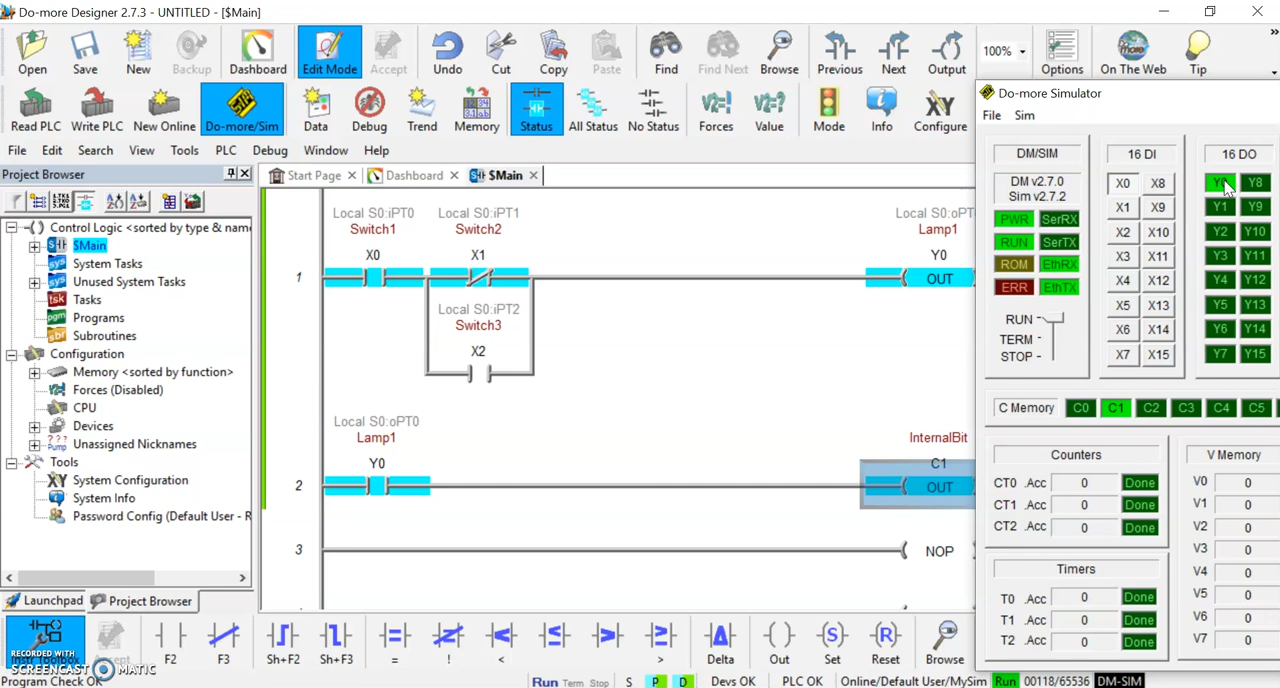 Do-more Designer 2.7.3 - UNTITLED - [$Main]
Open Save New Backup Dashboard Edit Mode Accept Undo Cut Copy Paste Find Find Next Browse Previous Next Output 100% Options On The Web Tip
Read PLC Write PLC New Online Do-more/Sim Data Debug Trend Memory Status All Status No Status Forces Value Mode Info Configure
File Edit Search View Tools PLC Debug Window Help
Project Browser
Start Page Dashboard $Main
Control Logic <sorted by type & nam
$Main
System Tasks
Unused System Tasks
Tasks
Programs
Subroutines
Configuration
Memory <sorted by function>
Forces (Disabled)
CPU
Devices
Unassigned Nicknames
Tools
System Configuration
System Info
Password Config (Default User - R
Launchpad Project Browser
Local S0:iPT0 Local S0:iPT1 Local S0:oPT
Switch1 Switch2 Lamp1
X0 X1 Y0
1 OUT
Local S0:iPT2
Switch3
X2
Local S0:oPT0
Lamp1 InternalBit
Y0 C1
2 OUT
3 NOP
Do-more Simulator
File Sim
DM/SIM 16 DI 16 DO
DM v2.7.0
Sim v2.7.2
PWR SerRX
RUN SerTX
ROM EthRX
ERR EthTX
RUN -
TERM -
STOP -
X0 X8
X1 X9
X2 X10
X3 X11
X4 X12
X5 X13
X6 X14
X7 X15
Y0 Y8
Y1 Y9
Y2 Y10
Y3 Y11
Y4 Y12
Y5 Y13
Y6 Y14
Y7 Y15
C Memory C0 C1 C2 C3 C4 C5
Counters
CT0 .Acc 0 Done
CT1 .Acc 0 Done
CT2 .Acc 0 Done
Timers
T0 .Acc 0 Done
T1 .Acc 0 Done
T2 .Acc 0 Done
V Memory
V0 0
V1 0
V2 0
V3 0
V4 0
V5 0
V6 0
V7 0
F2 F3 Sh+F2 Sh+F3 = ! < > Delta Out Set Reset Browse
RECORDED WITH
SCREENCAST MATIC
Program Check OK Run Term Stop S P D Devs OK PLC OK Online/Default User/MySim Run 00118/65536 DM-SIM